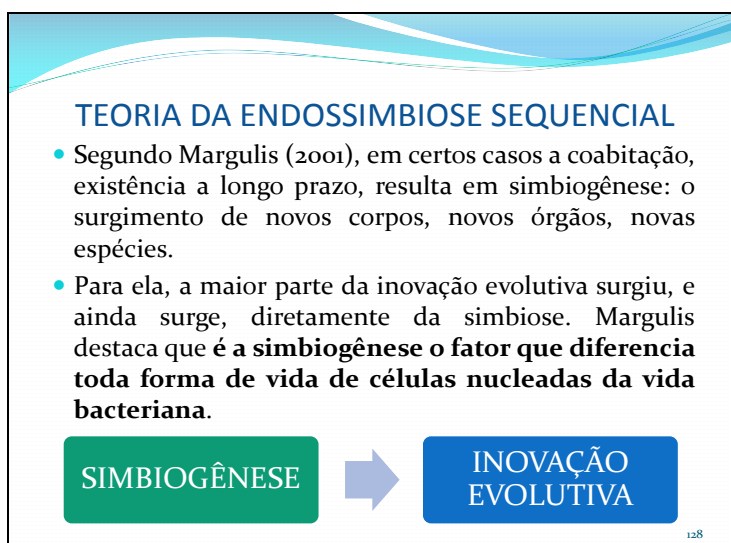 TEORIA DA ENDOSSIMBIOSE SEQUENCIAL
• Segundo Margulis (2001), em certos casos a coabitação,
existência a longo prazo, resulta em simbiogênese: o
surgimento de novos corpos, novos órgãos, novas
espécies.
• Para ela, a maior parte da inovação evolutiva surgiu, e
ainda surge, diretamente da simbiose. Margulis
destaca que é a simbiogênese o fator que diferencia
toda forma de vida de células nucleadas da vida
bacteriana.
SIMBIOGÊNESE
INOVAÇÃO
EVOLUTIVA
128